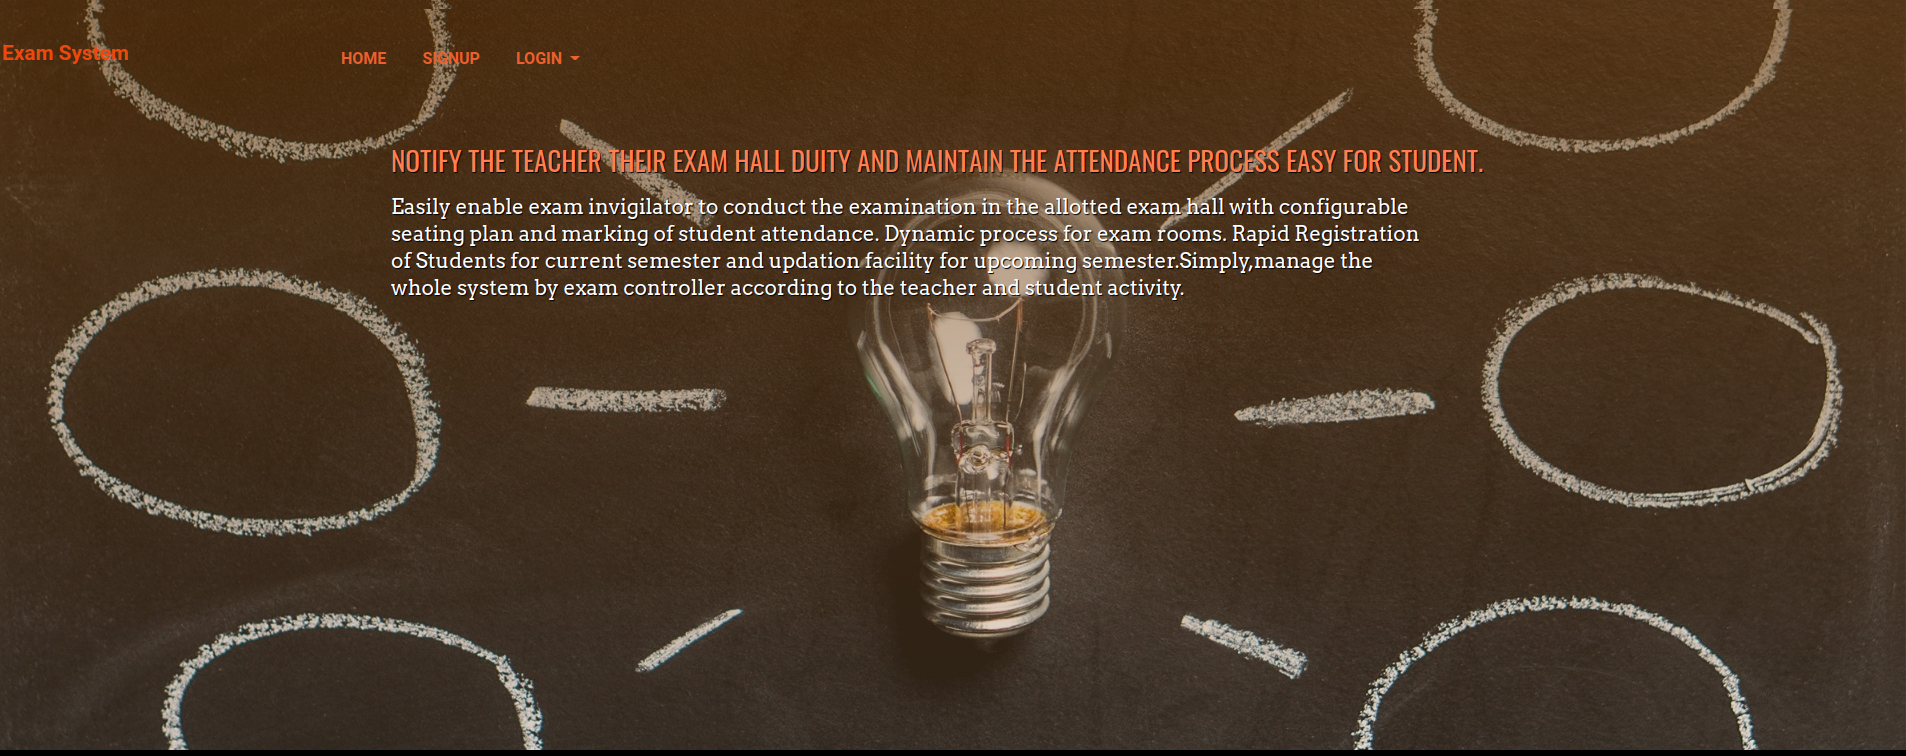 Exam System
HOME SIGNUP LOGIN
NOTIFY THE TEACHER THEIR EXAM HALL DUITY AND MAINTAIN THE ATTENDANCE PROCESS EASY FOR STUDENT.
Easily enable exam invigilator to conduct the examination in the allotted exam hall with configurable
seating plan and marking of student attendance. Dynamic process for exam rooms. Rapid Registration
of Students for current semester and updation facility for upcoming semester.Simply,manage the
whole system by exam controller according to the teacher and student activity.